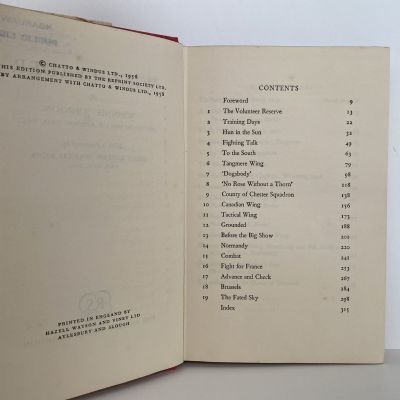 © CHATTO & WINDUS LTD., 1956
THIS EDITION PUBLISHED BY THE REPRINT SOCIETY LTD.
BY ARRANGEMENT WITH CHATTO & WINDUS LTD., 1958
PRINTED IN ENGLAND BY
HAZELL WATSON AND VINEY LTD
AYLESBURY AND SLOUGH
CONTENTS
Foreword 9
1 The Volunteer Reserve 13
2 Training Days 22
3 Hun in the Sun 32
4 Fighting Talk 49
5 To the South 63
6 Tangmere Wing 79
7 'Dogsbody' 88
8 'No Rose Without a Thorn' 108
9 County of Chester Squadron 138
10 Canadian Wing 156
11 Tactical Wing 173
12 Grounded 188
13 Before the Big Show 202
14 Normandy 220
15 Combat 241
16 Fight for France 253
17 Advance and Check 267
18 Brussels 284
19 The Fated Sky 298
Index 315